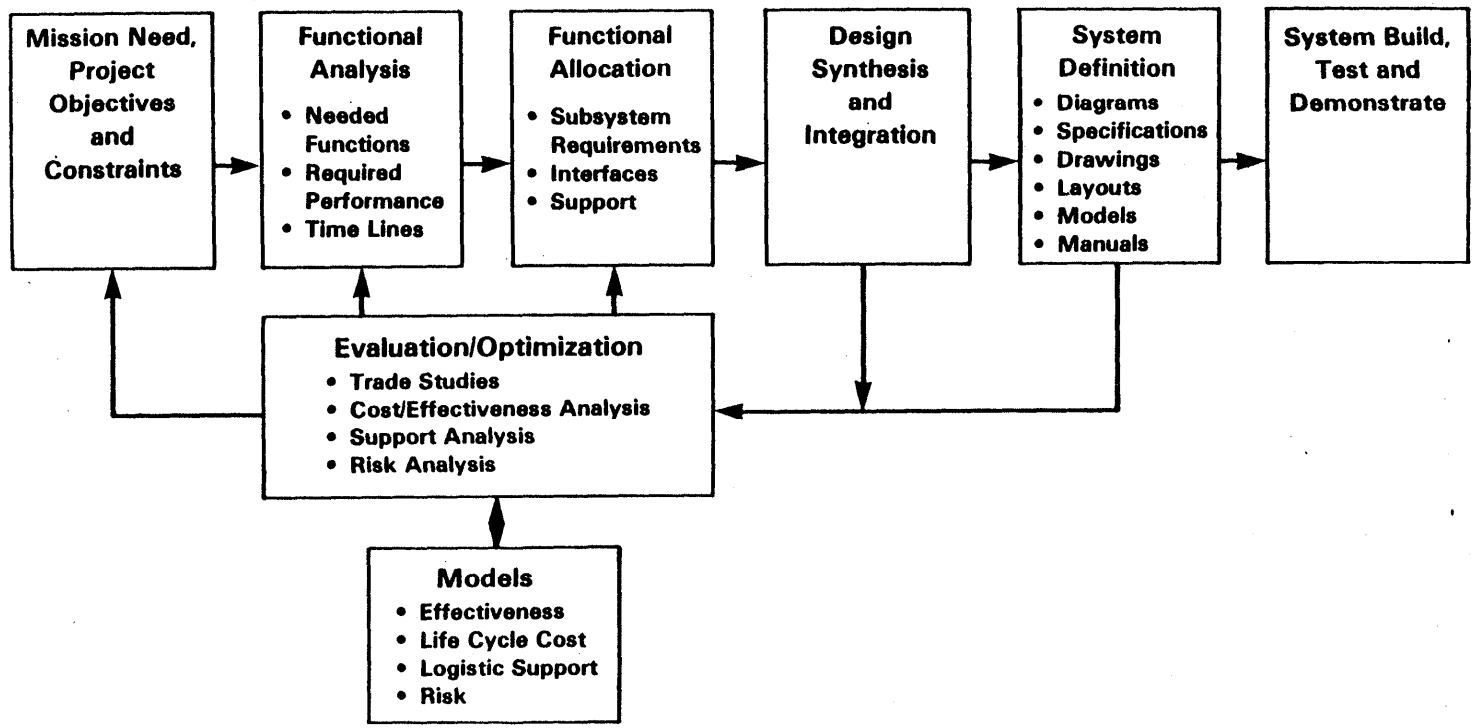 Mission Need,
Project
Objectives
and
Constraints
Functional
Analysis
• Needed
Functions
• Required
Performance
• Time Lines
Functional
Allocation
• Subsystem
Requirements
• Interfaces
• Support
Design
Synthesis
and
Integration
System
Definition
• Diagrams
• Specifications
• Drawings
• Layouts
• Models
• Manuals
System Build,
Test and
Demonstrate
Evaluation/Optimization
• Trade Studies
• Cost/Effectiveness Analysis
• Support Analysis
• Risk Analysis
Models
• Effectiveness
• Life Cycle Cost
• Logistic Support
• Risk